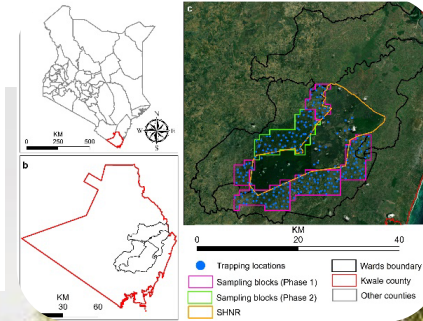 c
N
W
E
S
KM
0 250 500
b
KM
30 60
KM
0 20 40
Trapping locations
Sampling blocks (Phase 1)
Sampling blocks (Phase 2)
SHNR
Wards boundary
Kwale county
Other counties